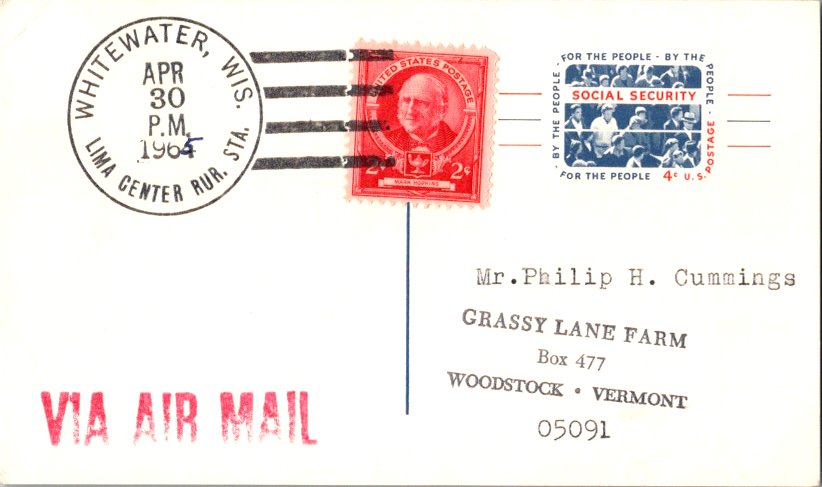 WHITEWATER, WIS.
APR
30
P.M.
1965
LIMA CENTER RUR. STA.
UNITED STATES POSTAGE
2¢ 2¢
MARK HOPKINS
FOR THE PEOPLE - BY THE PEOPLE -
- BY THE PEOPLE -
SOCIAL SECURITY
FOR THE PEOPLE 4¢ U.S. POSTAGE
Mr.Philip H. Cummings
GRASSY LANE FARM
Box 477
WOODSTOCK • VERMONT
05091
VIA AIR MAIL